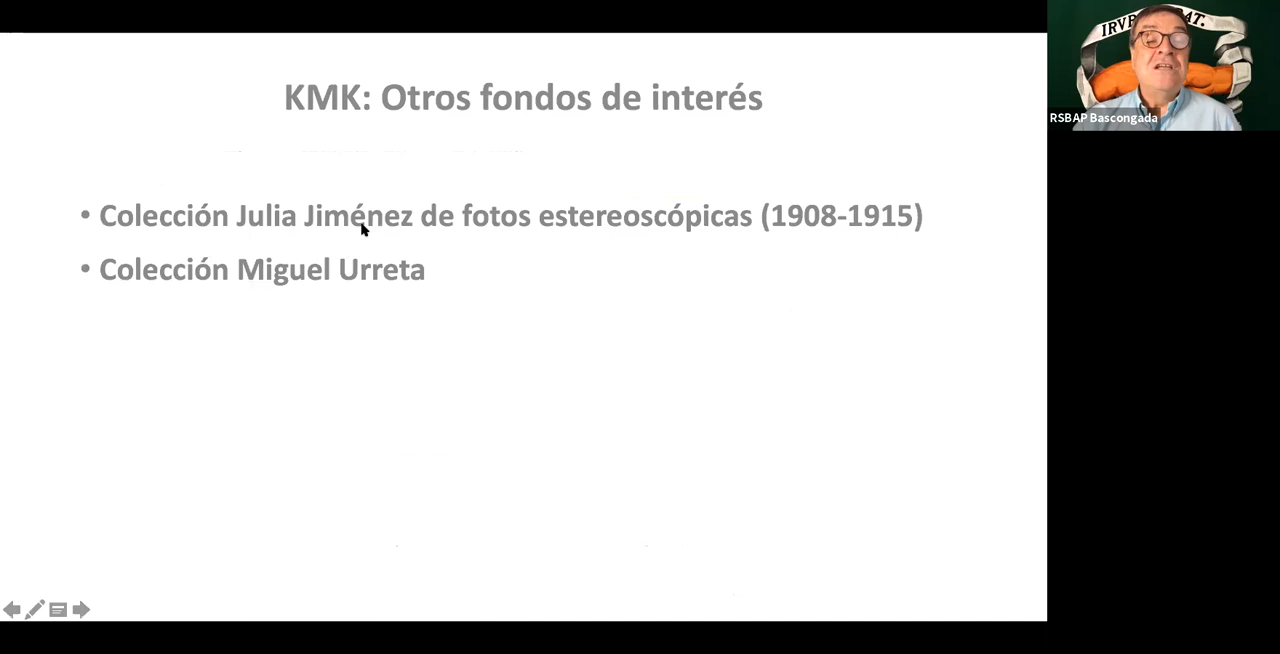 KMK: Otros fondos de interés
• Colección Julia Jiménez de fotos estereoscópicas (1908-1915)
• Colección Miguel Urreta
RSBAP Bascongada